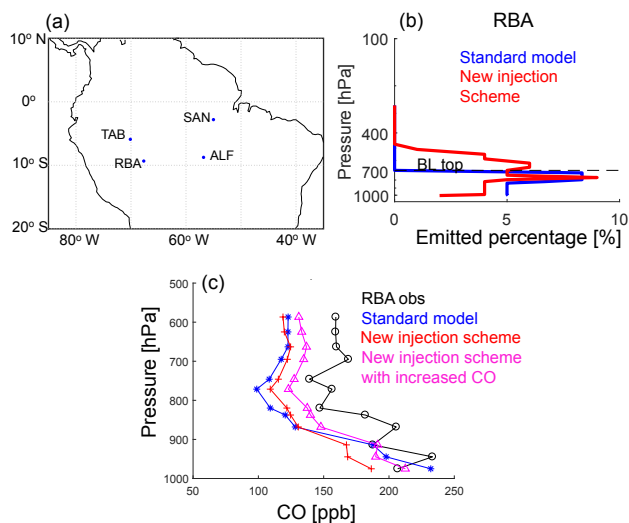 (a)
10° N
0°
10° S
20° S
80° W
60° W
40° W
SAN
TAB
RBA
ALF
(b)
RBA
Standard model
New injection
Scheme
BL top
100
400
700
1000
Pressure [hPa]
0
5
10
Emitted percentage [%]
(c)
RBA obs
Standard model
New injection scheme
New injection scheme
with increased CO
500
600
700
800
900
1000
Pressure [hPa]
50
100
150
200
250
CO [ppb]